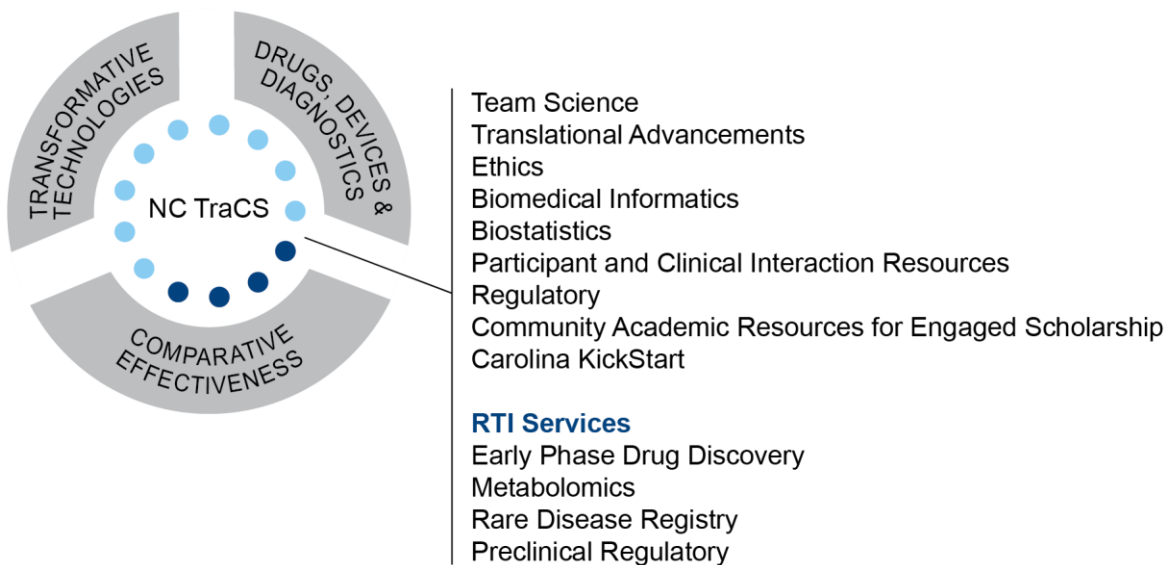 TRANSFORMATIVE
TECHNOLOGIES
DRUGS, DEVICES &
DIAGNOSTICS
NC TraCS
COMPARATIVE
EFFECTIVENESS
Team Science
Translational Advancements
Ethics
Biomedical Informatics
Biostatistics
Participant and Clinical Interaction Resources
Regulatory
Community Academic Resources for Engaged Scholarship
Carolina KickStart
RTI Services
Early Phase Drug Discovery
Metabolomics
Rare Disease Registry
Preclinical Regulatory